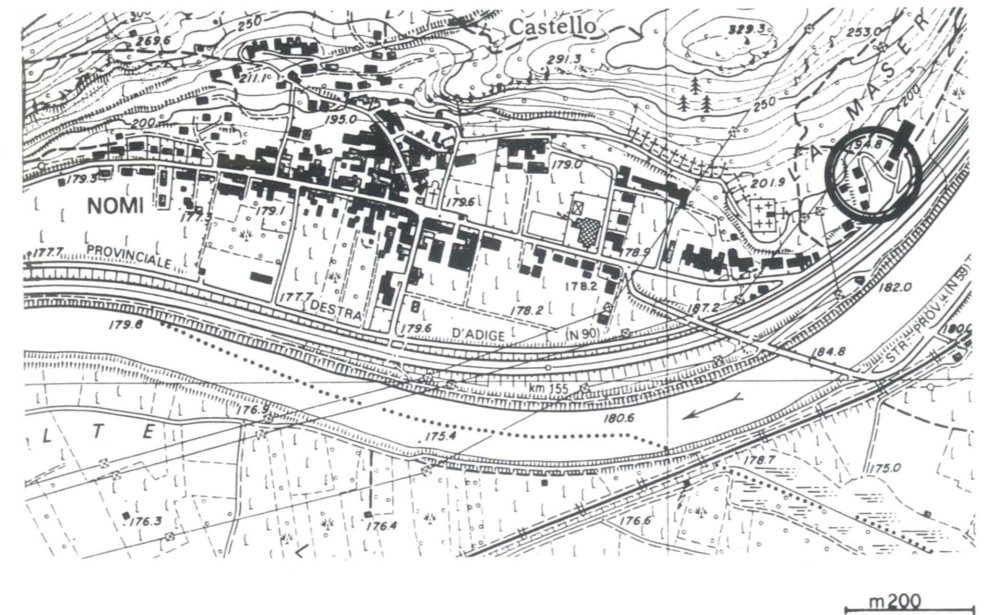 250
Castello
329.3
253.0
269.6
291.3
211.1
250
200
MASER
195.0
200
194.8
LA
179.0
201.9
179.3
179.6
NOMI
177.3
179.1
178.9
177.7
PROVINCIALE
178.2
182.0
177.7
DESTRA
178.2
187.2
STR. PROV.
179.8
179.6
D'ADIGE
(N 90)
184.8
km 155
176.9
180.6
LTE
175.4
178.7
175.0
176.3
176.4
176.6
m200